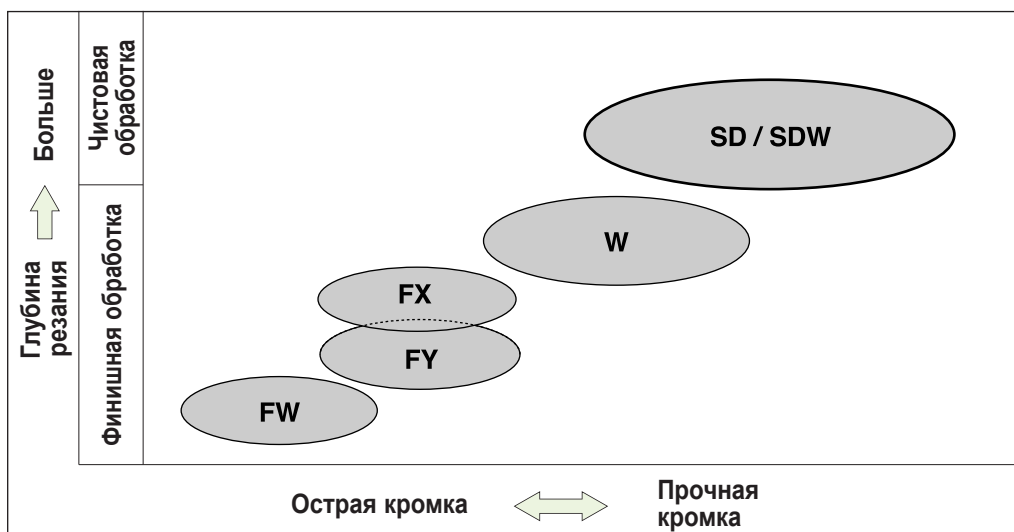 Больше
Глубина
резания
Чистовая
обработка
Финишная обработка
SD / SDW
W
FX
FY
FW
Острая кромка
Прочная
кромка